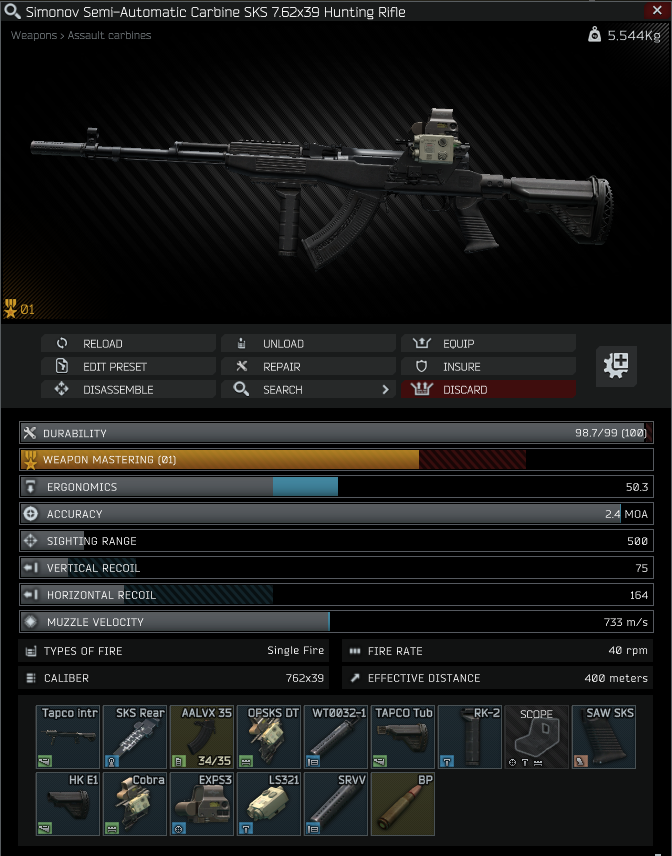 Simonov Semi-Automatic Carbine SKS 7.62x39 Hunting Rifle
Weapons > Assault carbines
5.544Kg
01
RELOAD
UNLOAD
EQUIP
EDIT PRESET
REPAIR
INSURE
DISASSEMBLE
SEARCH
DISCARD
DURABILITY 98.7/99 (100)
WEAPON MASTERING (01)
ERGONOMICS 50.3
ACCURACY 2.4 MOA
SIGHTING RANGE 500
VERTICAL RECOIL 75
HORIZONTAL RECOIL 164
MUZZLE VELOCITY 733 m/s
TYPES OF FIRE Single Fire
FIRE RATE 40 rpm
CALIBER 762x39
EFFECTIVE DISTANCE 400 meters
Tapco intr
SKS Rear
AALVX 35
34/35
OPSKS DT
WT0032-1
TAPCO Tub
RK-2
SCOPE
SAW SKS
HK E1
Cobra
EXPS3
LS321
SRVV
BP